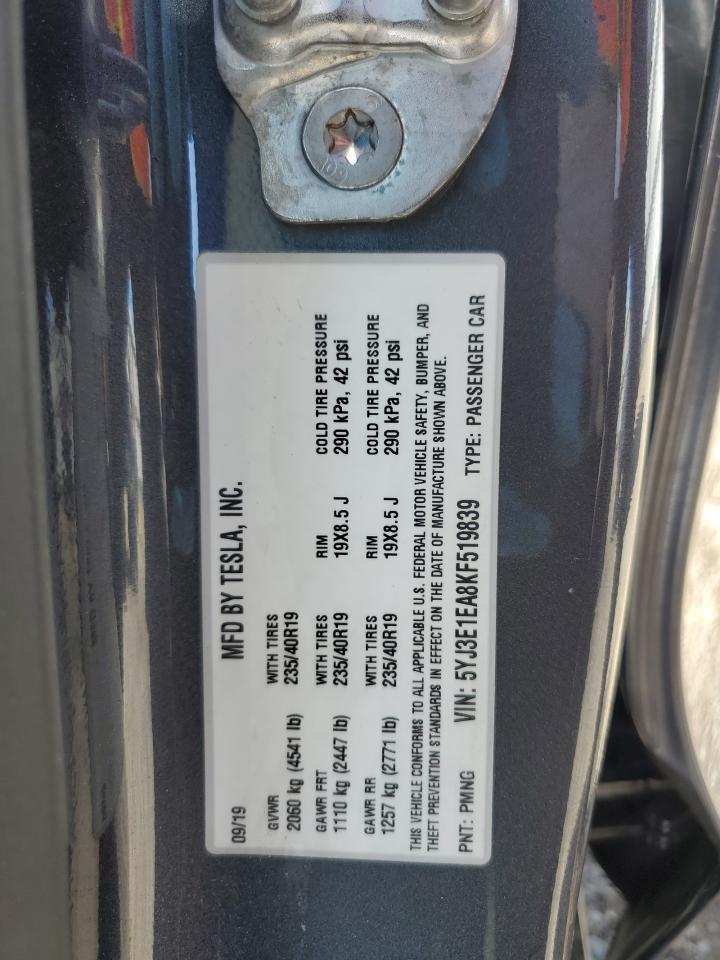 09/19 MFD BY TESLA, INC.
GVWR WITH TIRES
2060 kg (4541 lb) 235/40R19
GAWR FRT WITH TIRES RIM COLD TIRE PRESSURE
1110 kg (2447 lb) 235/40R19 19X8.5 J 290 kPa, 42 psi
GAWR RR WITH TIRES RIM COLD TIRE PRESSURE
1257 kg (2771 lb) 235/40R19 19X8.5 J 290 kPa, 42 psi
THIS VEHICLE CONFORMS TO ALL APPLICABLE U.S. FEDERAL MOTOR VEHICLE SAFETY, BUMPER, AND
THEFT PREVENTION STANDARDS IN EFFECT ON THE DATE OF MANUFACTURE SHOWN ABOVE.
PNT: PMNG VIN: 5YJ3E1EA8KF519839 TYPE: PASSENGER CAR